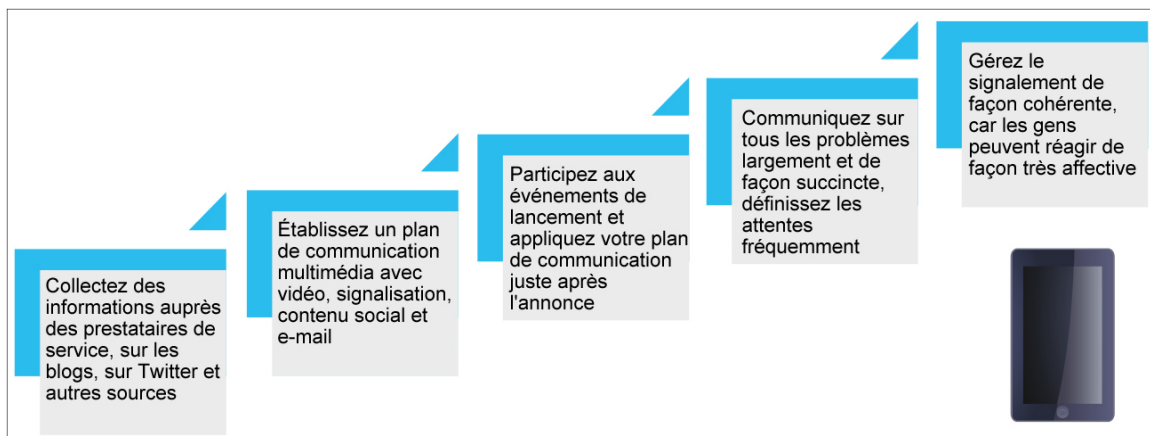 Collectez des
informations auprès
des prestataires de
service, sur les
blogs, sur Twitter et
autres sources
Établissez un plan
de communication
multimédia avec
vidéo, signalisation,
contenu social et
e-mail
Participez aux
événements de
lancement et
appliquez votre plan
de communication
juste après
l'annonce
Communiquez sur
tous les problèmes
largement et de
façon succincte,
définissez les
attentes
fréquemment
Gérez le
signalement de
façon cohérente,
car les gens
peuvent réagir de
façon très affective